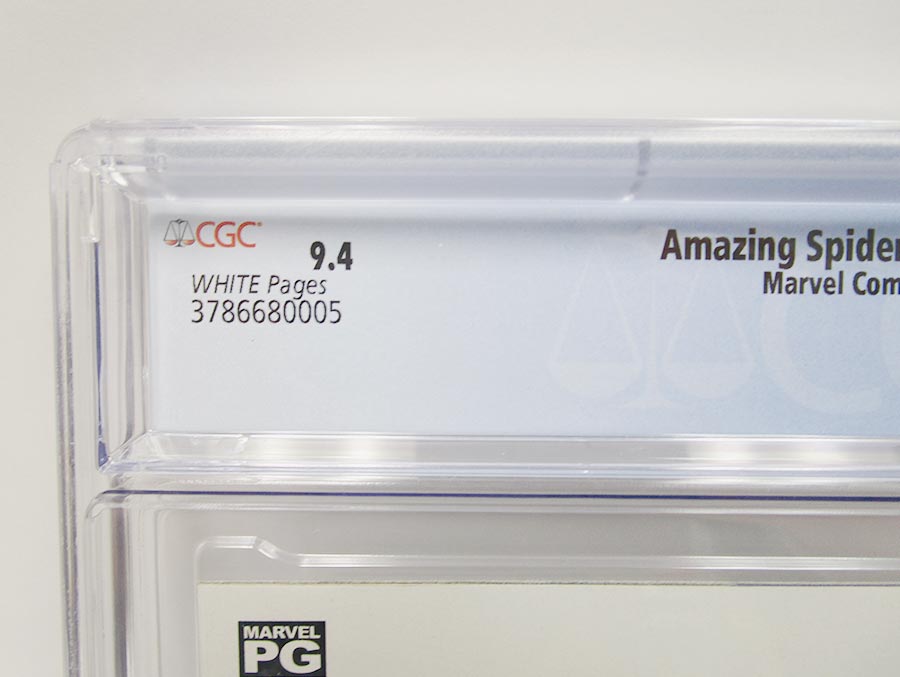 CGC
9.4
WHITE Pages
3786680005
Amazing Spider
Marvel Com
MARVEL
PG